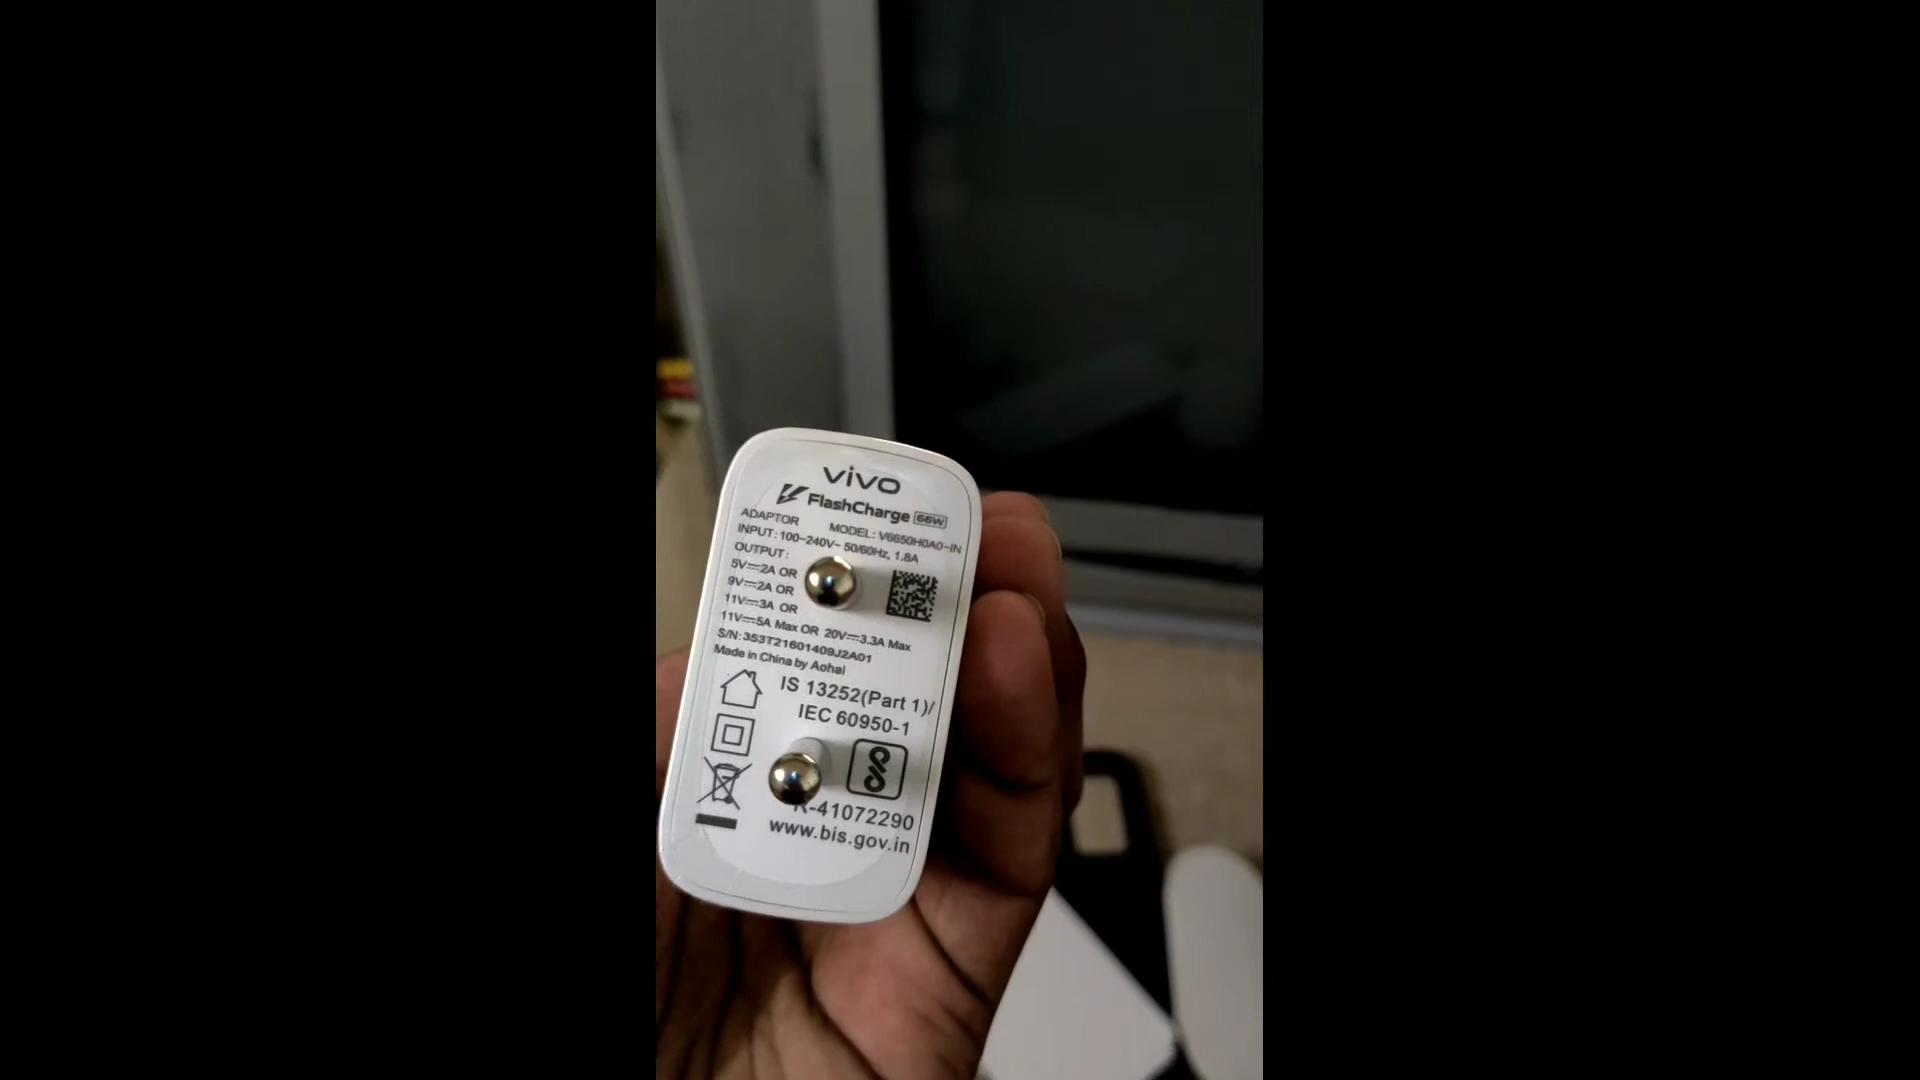 vivo
FlashCharge 66W
ADAPTOR MODEL: V6650H0A0-IN
INPUT: 100-240V~ 50/60Hz, 1.8A
OUTPUT:
5V⎓2A OR
9V⎓2A OR
11V⎓3A OR
11V⎓5A Max OR 20V⎓3.3A Max
S/N: 353T21601409J2A01
Made in China by Aohai
IS 13252(Part 1)/
IEC 60950-1
R-41072290
www.bis.gov.in